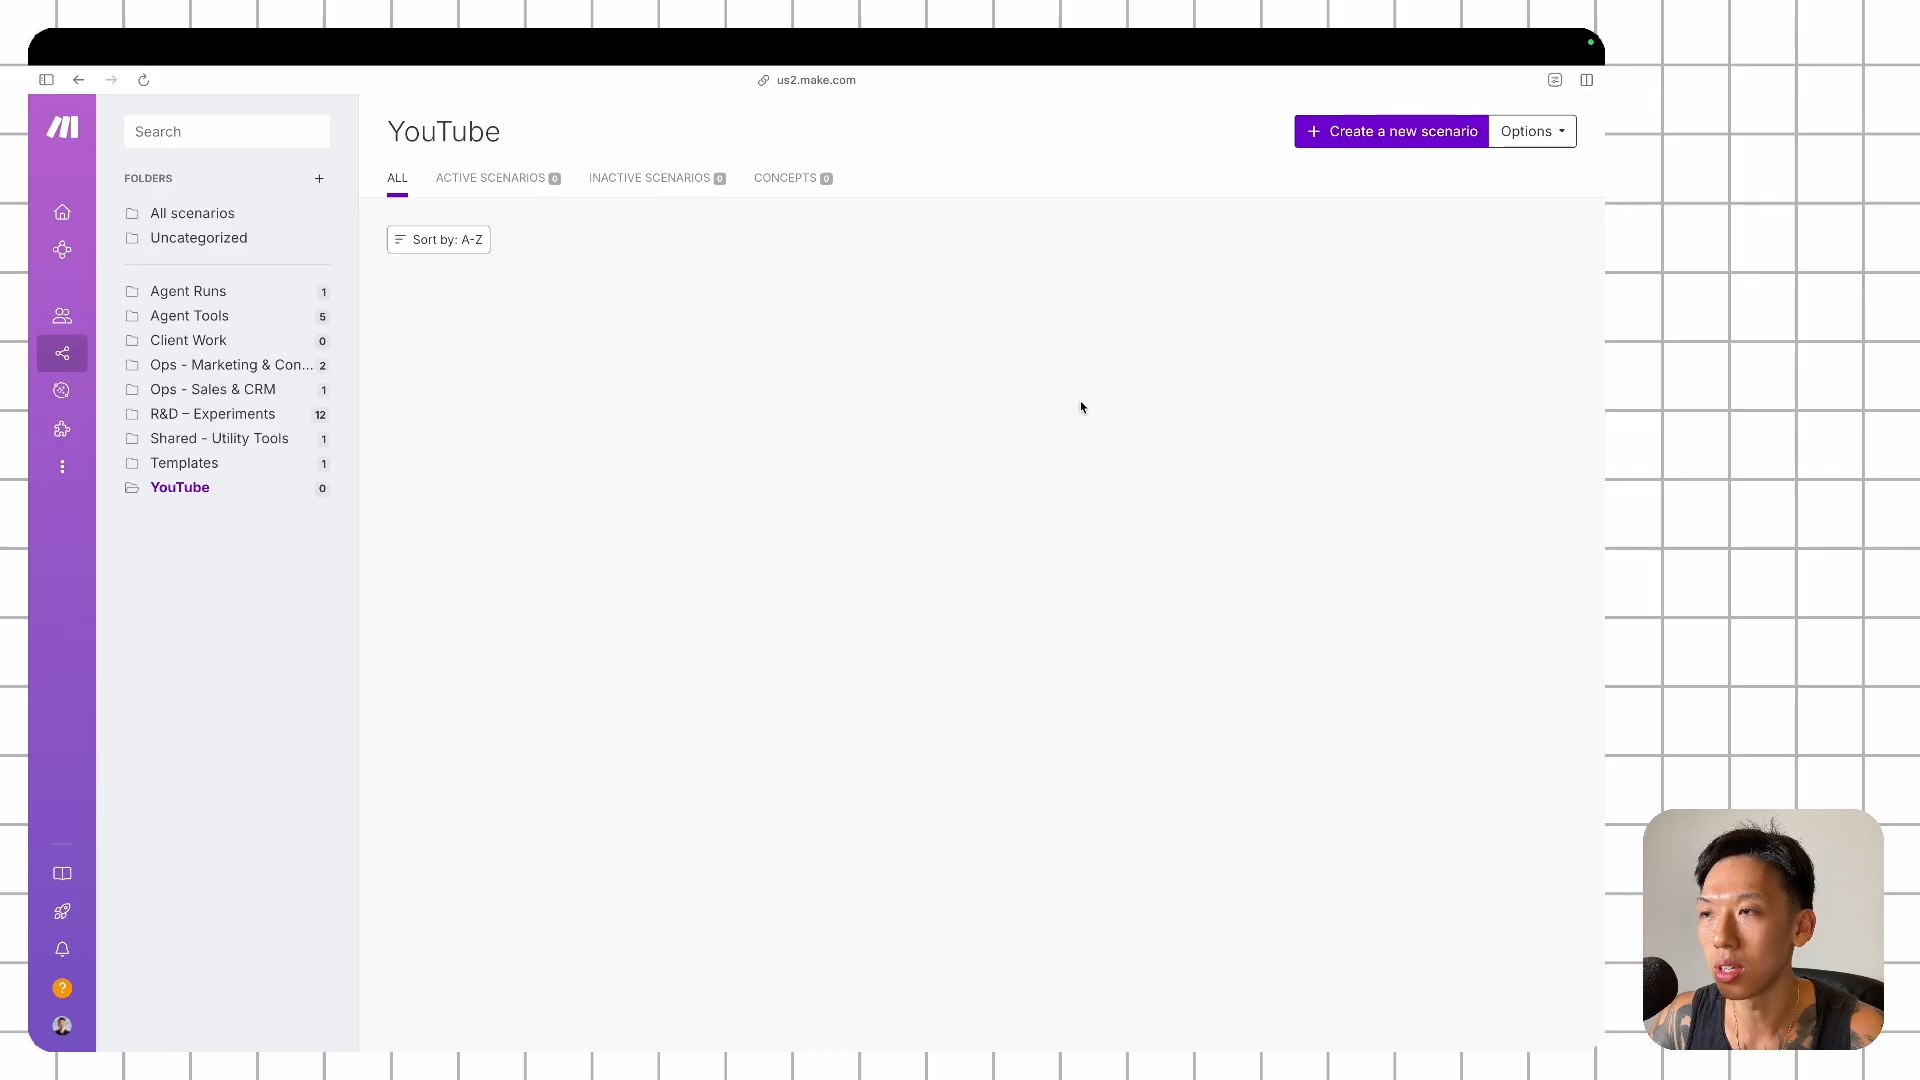 us2.make.com
Search
FOLDERS
+
All scenarios
Uncategorized
Agent Runs 1
Agent Tools 5
Client Work 0
Ops - Marketing & Con... 2
Ops - Sales & CRM 1
R&D – Experiments 12
Shared - Utility Tools 1
Templates 1
YouTube 0
?
YouTube
+ Create a new scenario
Options
ALL
ACTIVE SCENARIOS 0
INACTIVE SCENARIOS 0
CONCEPTS 0
Sort by: A-Z